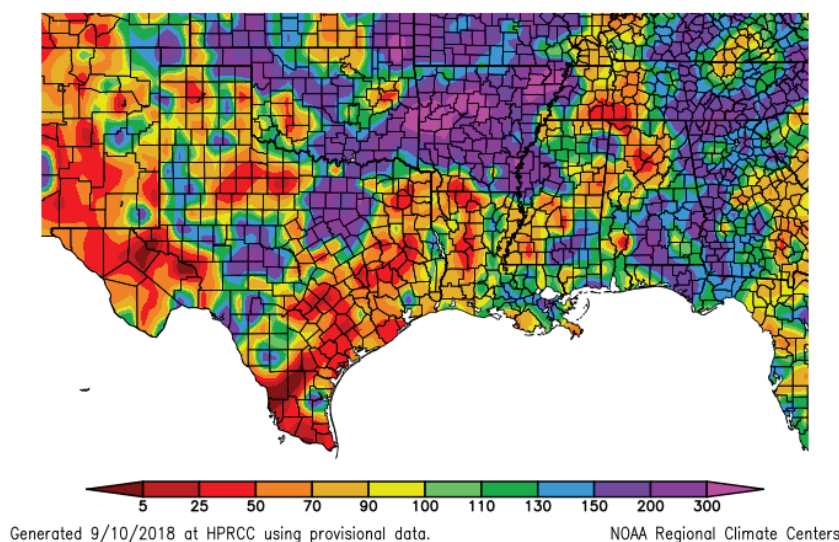 5 25 50 70 90 100 110 130 150 200 300
Generated 9/10/2018 at HPRCC using provisional data. NOAA Regional Climate Centers